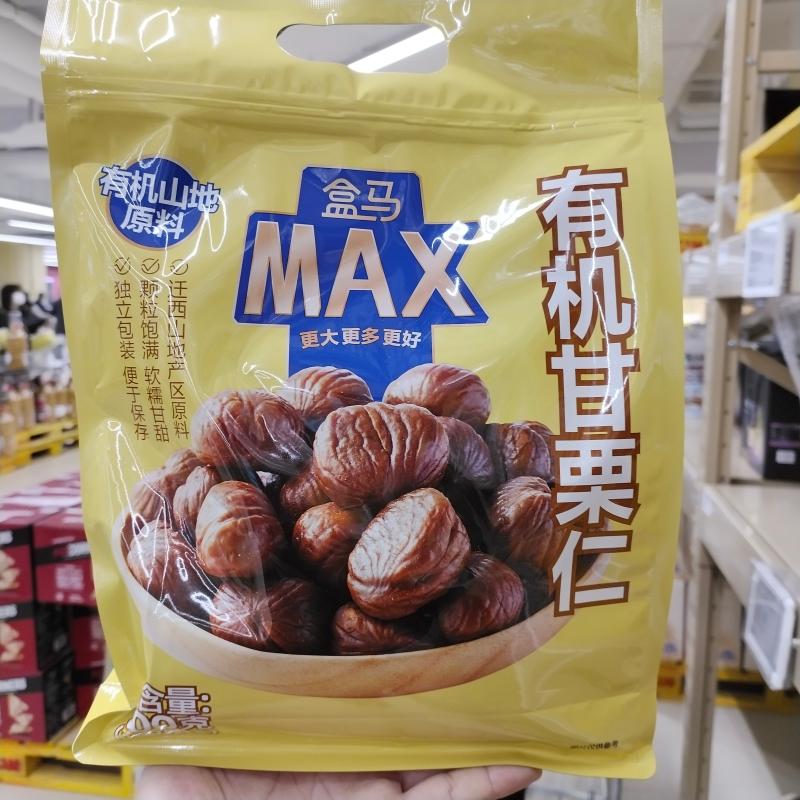 有机山地
原料
迁西山地产区原料
颗粒饱满 软糯甘甜
独立包装 便于保存
盒马
MAX
更大更多更好
有机甘栗仁
含量: